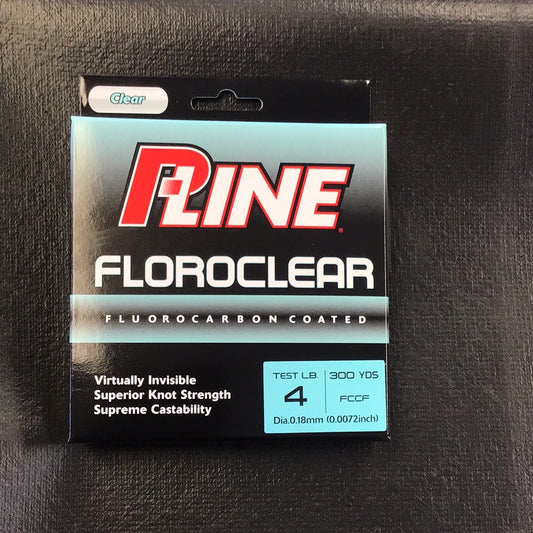 Clear
P-LINE®
FLOROCLEAR
FLUOROCARBON COATED
Virtually Invisible
Superior Knot Strength
Supreme Castability
TEST LB. 300 YDS
4 FCCF
Dia.0.18mm (0.0072inch)